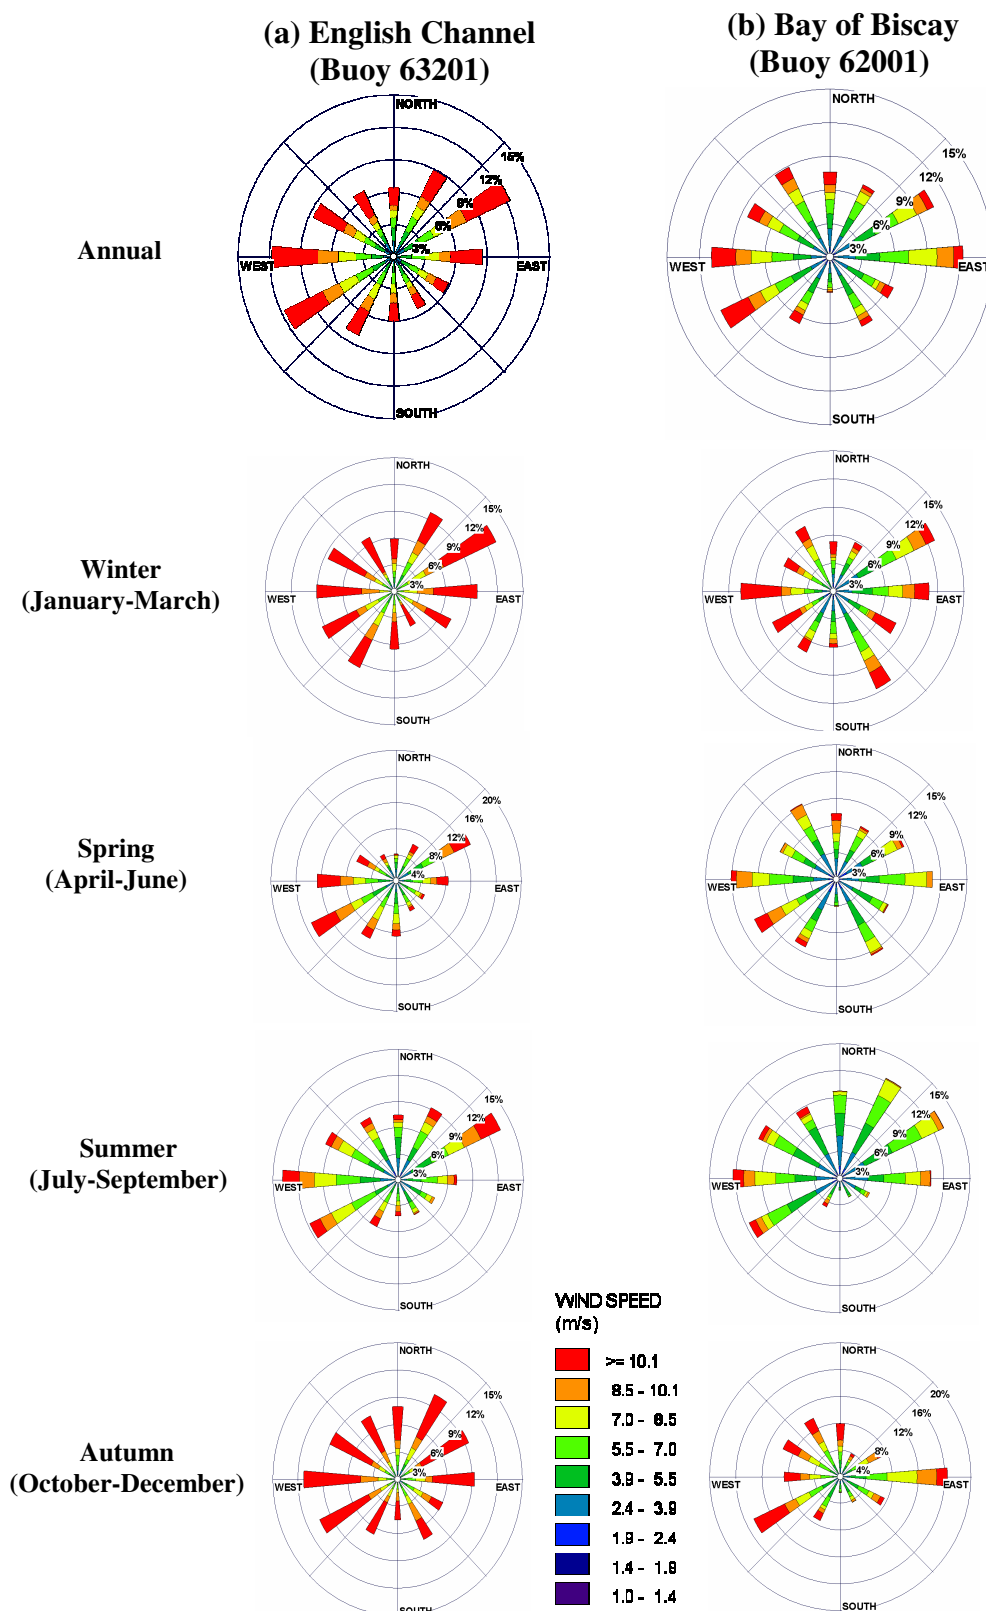 (a) English Channel
(Buoy 63201)
(b) Bay of Biscay
(Buoy 62001)
Annual
NORTH
15%
12%
9%
6%
3%
WEST
EAST
SOUTH
NORTH
15%
12%
9%
6%
3%
WEST
EAST
SOUTH
Winter
(January-March)
NORTH
15%
12%
9%
6%
3%
WEST
EAST
SOUTH
NORTH
15%
12%
9%
6%
3%
WEST
EAST
SOUTH
Spring
(April-June)
NORTH
20%
16%
12%
8%
4%
WEST
EAST
SOUTH
NORTH
15%
12%
9%
6%
3%
WEST
EAST
SOUTH
Summer
(July-September)
NORTH
15%
12%
9%
6%
3%
WEST
EAST
SOUTH
NORTH
15%
12%
9%
6%
3%
WEST
EAST
SOUTH
WIND SPEED
(m/s)
>= 10.1
8.5 - 10.1
7.0 - 8.5
5.5 - 7.0
3.9 - 5.5
2.4 - 3.9
1.9 - 2.4
1.4 - 1.9
1.0 - 1.4
Autumn
(October-December)
NORTH
15%
12%
9%
6%
3%
WEST
EAST
SOUTH
NORTH
20%
16%
12%
8%
4%
WEST
EAST
SOUTH